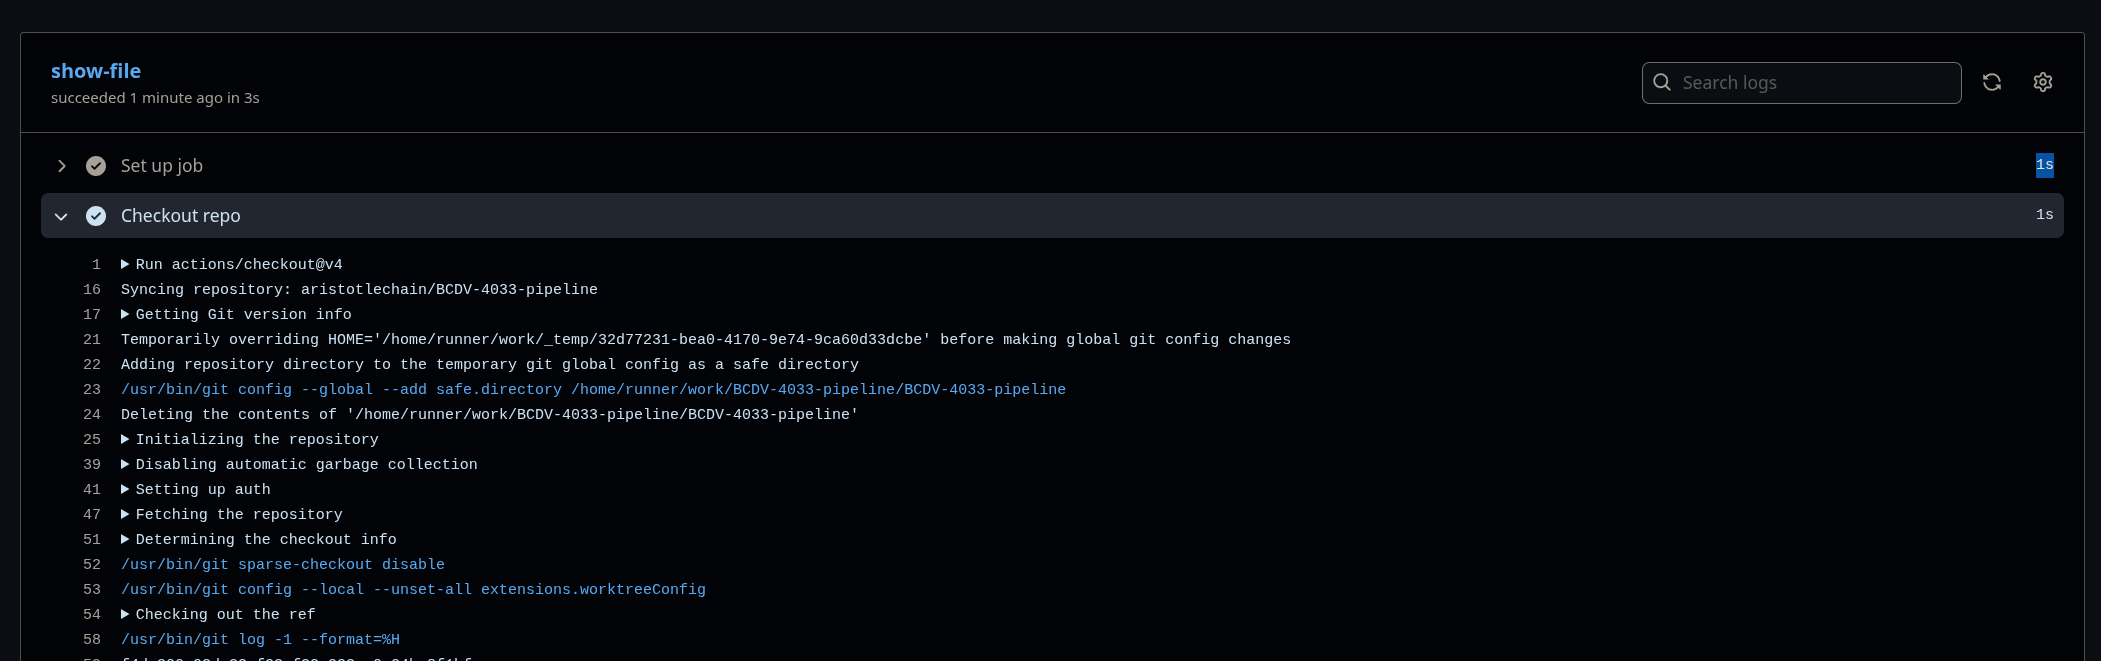 show-file
succeeded 1 minute ago in 3s
Search logs
Set up job 1s
Checkout repo 1s
1 Run actions/checkout@v4
16 Syncing repository: aristotlechain/BCDV-4033-pipeline
17 Getting Git version info
21 Temporarily overriding HOME='/home/runner/work/_temp/32d77231-bea0-4170-9e74-9ca60d33dcbe' before making global git config changes
22 Adding repository directory to the temporary git global config as a safe directory
23 /usr/bin/git config --global --add safe.directory /home/runner/work/BCDV-4033-pipeline/BCDV-4033-pipeline
24 Deleting the contents of '/home/runner/work/BCDV-4033-pipeline/BCDV-4033-pipeline'
25 Initializing the repository
39 Disabling automatic garbage collection
41 Setting up auth
47 Fetching the repository
51 Determining the checkout info
52 /usr/bin/git sparse-checkout disable
53 /usr/bin/git config --local --unset-all extensions.worktreeConfig
54 Checking out the ref
58 /usr/bin/git log -1 --format=%H